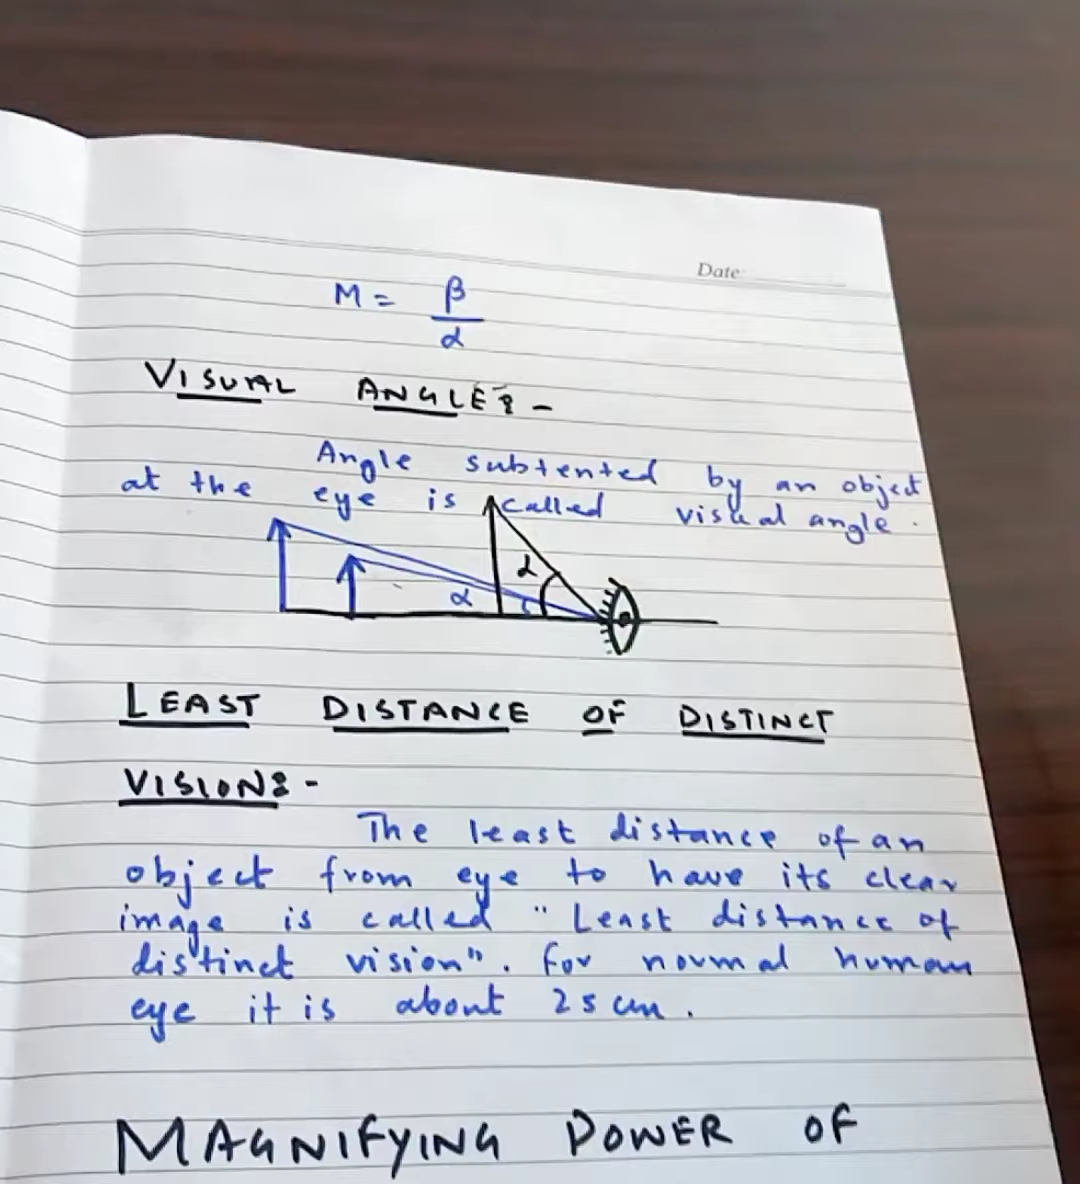 Date:
M = β/α
VISUAL ANGLE:-
Angle subtented by an object
at the eye is called visual angle.
α
α
LEAST DISTANCE OF DISTINCT
VISION:-
The least distance of an
object from eye to have its clear
image is called "Least distance of
distinct vision". For normal human
eye it is about 25 cm.
MAGNIFYING POWER OF